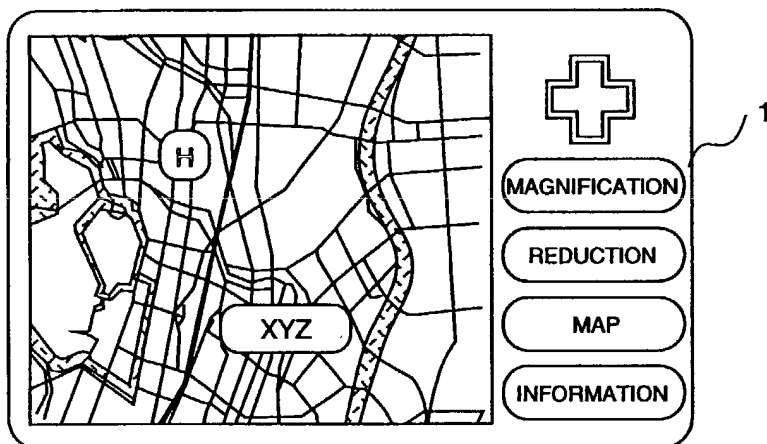 H
XYZ
MAGNIFICATION
REDUCTION
MAP
INFORMATION
1